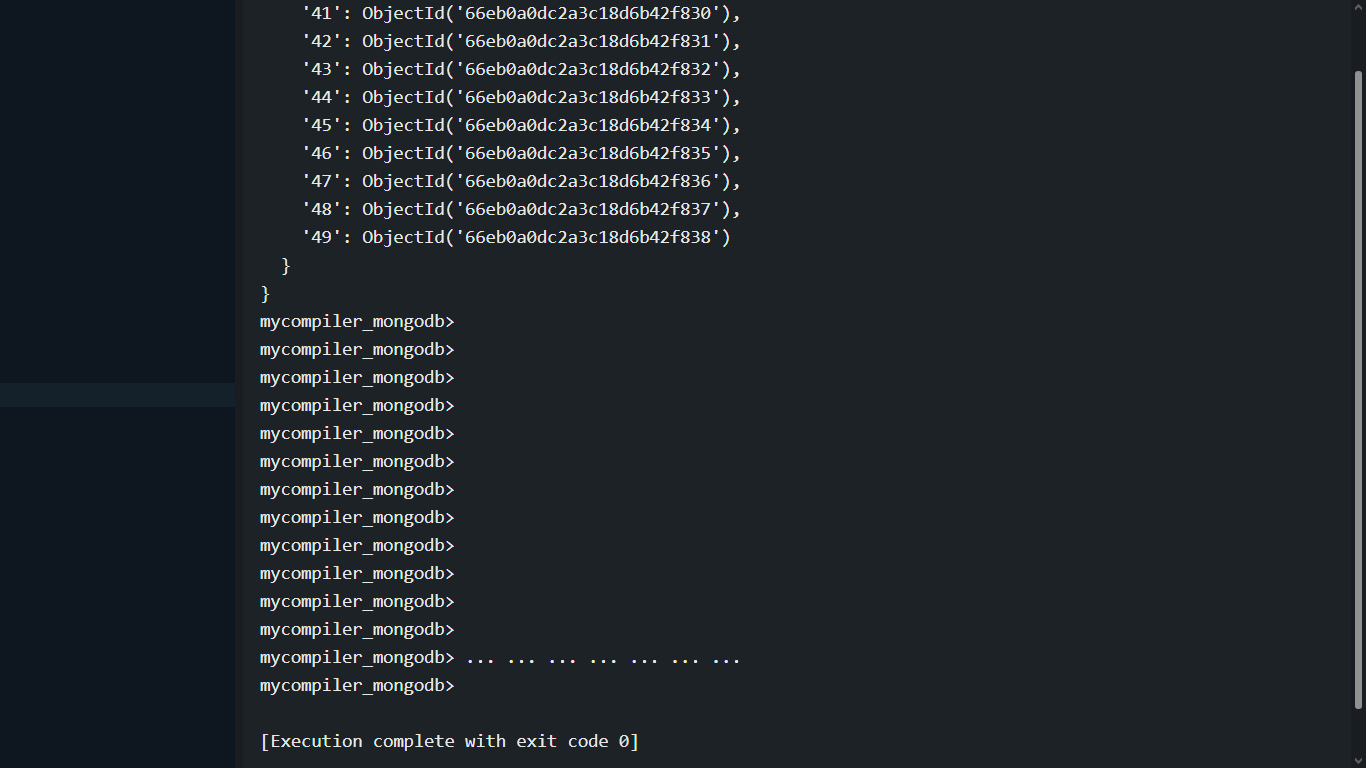 '41': ObjectId('66eb0a0dc2a3c18d6b42f830'),
'42': ObjectId('66eb0a0dc2a3c18d6b42f831'),
'43': ObjectId('66eb0a0dc2a3c18d6b42f832'),
'44': ObjectId('66eb0a0dc2a3c18d6b42f833'),
'45': ObjectId('66eb0a0dc2a3c18d6b42f834'),
'46': ObjectId('66eb0a0dc2a3c18d6b42f835'),
'47': ObjectId('66eb0a0dc2a3c18d6b42f836'),
'48': ObjectId('66eb0a0dc2a3c18d6b42f837'),
'49': ObjectId('66eb0a0dc2a3c18d6b42f838')
}
}
mycompiler_mongodb>
mycompiler_mongodb>
mycompiler_mongodb>
mycompiler_mongodb>
mycompiler_mongodb>
mycompiler_mongodb>
mycompiler_mongodb>
mycompiler_mongodb>
mycompiler_mongodb>
mycompiler_mongodb>
mycompiler_mongodb>
mycompiler_mongodb>
mycompiler_mongodb> ... ... ... ... ... ... ...
mycompiler_mongodb>
[Execution complete with exit code 0]